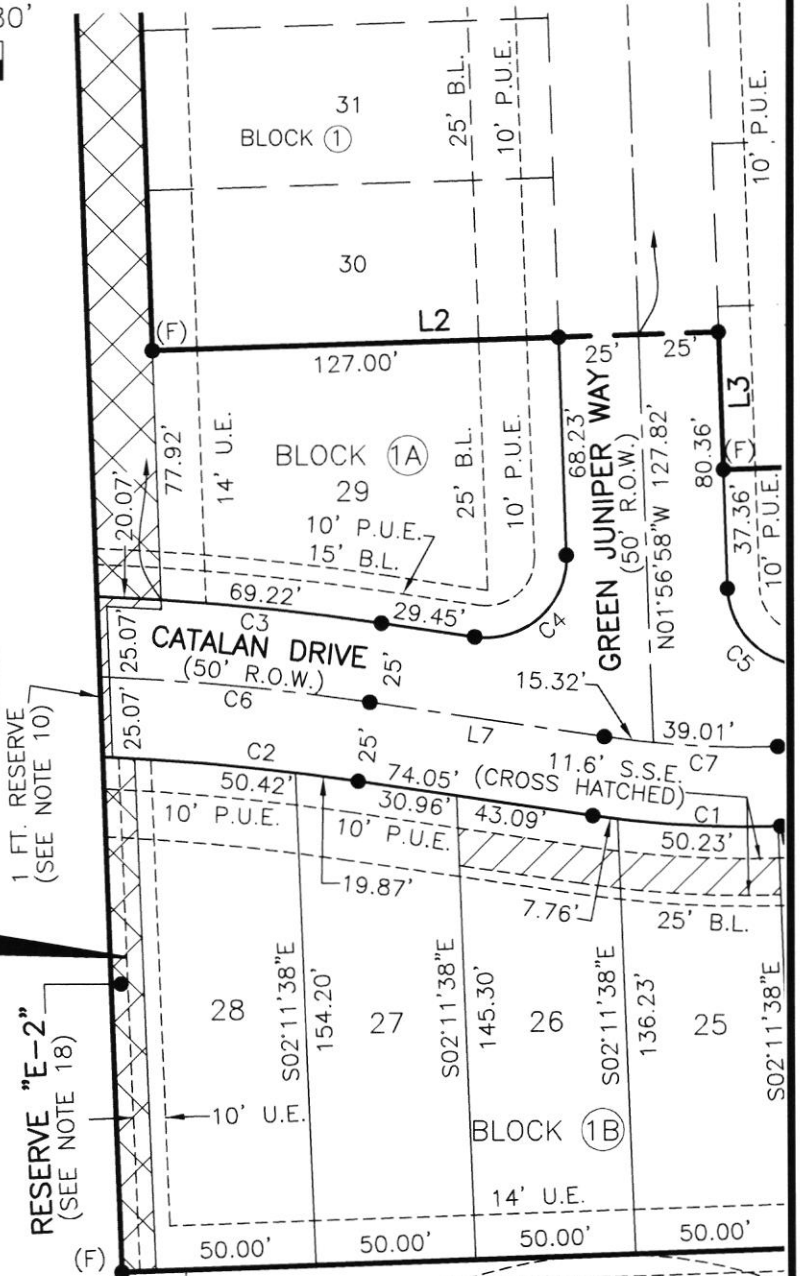 30'
31
BLOCK 1
25' B.L.
10' P.U.E.
10' P.U.E.
30
(F)
L2
127.00'
25'
25'
L3
(F)
77.92'
14' U.E.
BLOCK 1A
29
25' B.L.
10' P.U.E.
68.23'
GREEN JUNIPER WAY
(50' R.O.W.)
N01°56'58"W 127.82'
80.36'
37.36'
10' P.U.E.
20.07'
10' P.U.E.
15' B.L.
69.22'
C3
29.45'
C4
C5
CATALAN DRIVE
(50' R.O.W.)
25.07'
25.07'
C6
25'
15.32'
L7
39.01'
C7
1 FT. RESERVE
(SEE NOTE 10)
C2
50.42'
25'
74.05'
11.6' S.S.E.
(CROSS HATCHED)
30.96'
43.09'
C1
50.23'
10' P.U.E.
10' P.U.E.
19.87'
7.76'
25' B.L.
28
S02°11'38"E
154.20'
27
S02°11'38"E
145.30'
26
S02°11'38"E
136.23'
25
S02°11'38"E
RESERVE "E-2"
(SEE NOTE 18)
10' U.E.
BLOCK 1B
14' U.E.
(F)
50.00'
50.00'
50.00'
50.00'